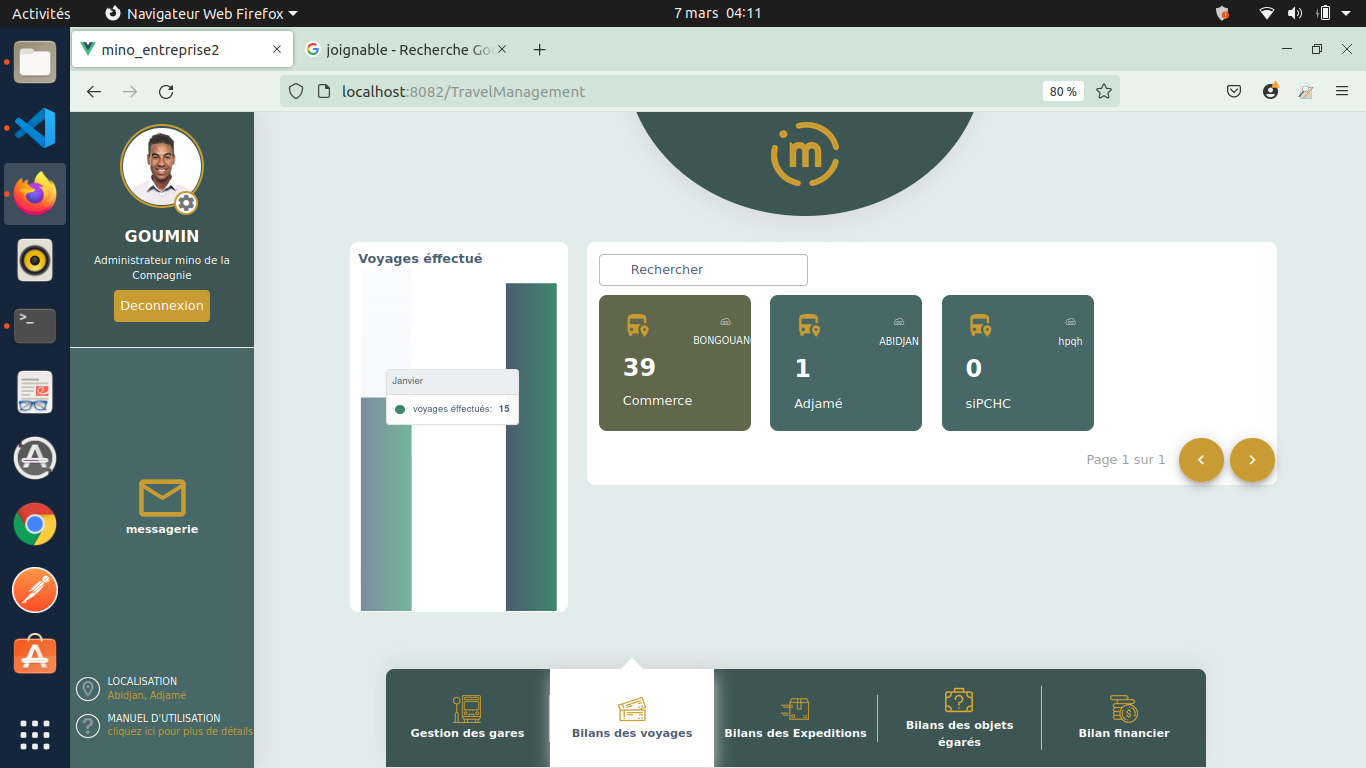 Activités
Navigateur Web Firefox
7 mars 04:11
mino_entreprise2
joignable - Recherche Goo
localhost:8082/TravelManagement
80 %
im
GOUMIN
Administrateur mino de la
Compagnie
Deconnexion
messagerie
LOCALISATION
Abidjan, Adjamé
MANUEL D'UTILISATION
cliquez ici pour plus de détails
Voyages éffectué
Janvier
voyages éffectués: 15
Rechercher
BONGOUAN
39
Commerce
ABIDJAN
1
Adjamé
hpqh
0
siPCHC
Page 1 sur 1
Gestion des gares
Bilans des voyages
Bilans des Expeditions
Bilans des objets
égarés
Bilan financier